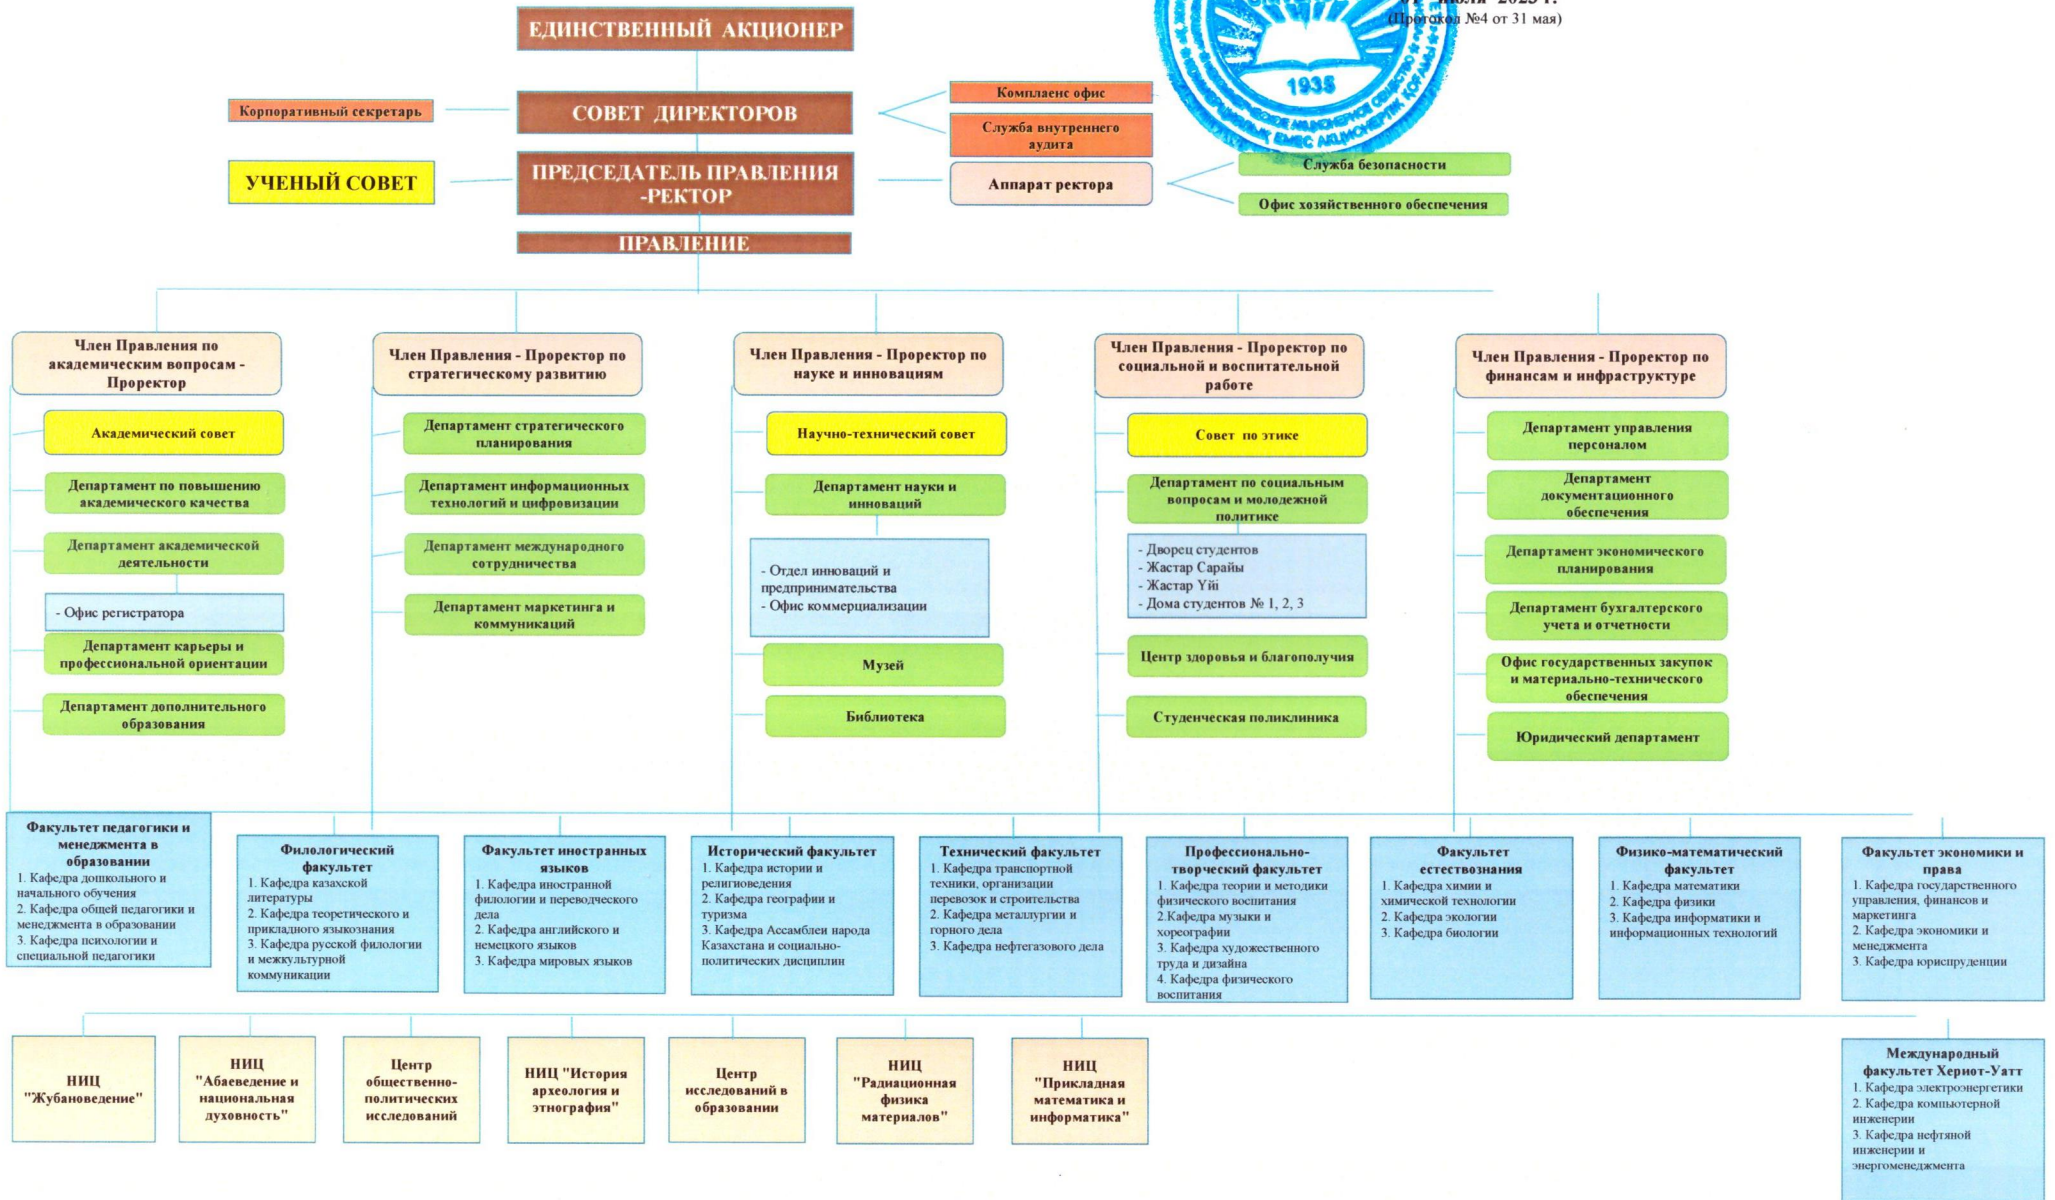 июля 2023 г.
(Протокол №4 от 31 мая)
1935
ЕДИНСТВЕННЫЙ АКЦИОНЕР
Корпоративный секретарь
СОВЕТ ДИРЕКТОРОВ
Комплаенс офис
Служба внутреннего
аудита
УЧЕНЫЙ СОВЕТ
ПРЕДСЕДАТЕЛЬ ПРАВЛЕНИЯ
-РЕКТОР
Аппарат ректора
Служба безопасности
Офис хозяйственного обеспечения
ПРАВЛЕНИЕ
Член Правления по
академическим вопросам -
Проректор
Академический совет
Департамент по повышению
академического качества
Департамент академической
деятельности
- Офис регистратора
Департамент карьеры и
профессиональной ориентации
Департамент дополнительного
образования
Член Правления - Проректор по
стратегическому развитию
Департамент стратегического
планирования
Департамент информационных
технологий и цифровизации
Департамент международного
сотрудничества
Департамент маркетинга и
коммуникаций
Член Правления - Проректор по
науке и инновациям
Научно-технический совет
Департамент науки и
инноваций
- Отдел инноваций и
предпринимательства
- Офис коммерциализации
Музей
Библиотека
Член Правления - Проректор по
социальной и воспитательной
работе
Совет по этике
Департамент по социальным
вопросам и молодежной
политике
- Дворец студентов
- Жастар Сарайы
- Жастар Үйі
- Дома студентов № 1, 2, 3
Центр здоровья и благополучия
Студенческая поликлиника
Член Правления - Проректор по
финансам и инфраструктуре
Департамент управления
персоналом
Департамент
документационного
обеспечения
Департамент экономического
планирования
Департамент бухгалтерского
учета и отчетности
Офис государственных закупок
и материально-технического
обеспечения
Юридический департамент
Факультет педагогики и
менеджмента в
образовании
1. Кафедра дошкольного и
начального обучения
2. Кафедра общей педагогики и
менеджмента в образовании
3. Кафедра психологии и
специальной педагогики
Филологический
факультет
1. Кафедра казахской
литературы
2. Кафедра теоретического и
прикладного языкознания
3. Кафедра русской филологии
и межкультурной
коммуникации
Факультет иностранных
языков
1. Кафедра иностранной
филологии и переводческого
дела
2. Кафедра английского и
немецкого языков
3. Кафедра мировых языков
Исторический факультет
1. Кафедра истории и
религиоведения
2. Кафедра географии и
туризма
3. Кафедра Ассамблеи народа
Казахстана и социально-
политических дисциплин
Технический факультет
1. Кафедра транспортной
техники, организации
перевозок и строительства
2. Кафедра металлургии и
горного дела
3. Кафедра нефтегазового дела
Профессионально-
творческий факультет
1. Кафедра теории и методики
физического воспитания
2.Кафедра музыки и
хореографии
3. Кафедра художественного
труда и дизайна
4. Кафедра физического
воспитания
Факультет
естествознания
1. Кафедра химии и
химической технологии
2. Кафедра экологии
3. Кафедра биологии
Физико-математический
факультет
1. Кафедра математики
2. Кафедра физики
3. Кафедра информатики и
информационных технологий
Факультет экономики и
права
1. Кафедра государственного
управления, финансов и
маркетинга
2. Кафедра экономики и
менеджмента
3. Кафедра юриспруденции
НИЦ
"Жубановедение"
НИЦ
"Абаеведение и
национальная
духовность"
Центр
общественно-
политических
исследований
НИЦ "История
археология и
этнография"
Центр
исследований в
образовании
НИЦ
"Радиационная
физика
материалов"
НИЦ
"Прикладная
математика и
информатика"
Международный
факультет Хериот-Уатт
1. Кафедра электроэнергетики
2. Кафедра компьютерной
инженерии
3. Кафедра нефтяной
инженерии и
энергоменеджмента